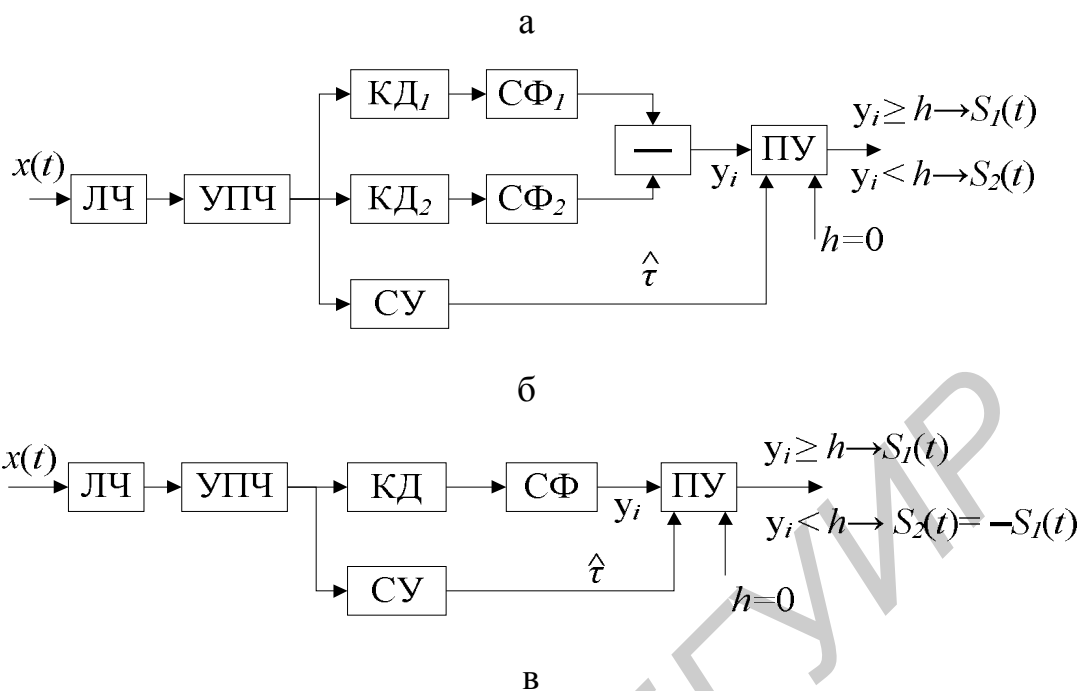 а
КД1 СФ1
yi ≥ h→S1(t)
x(t) ЛЧ УПЧ КД2 СФ2 — yi ПУ
yi < h→S2(t)
h=0
СУ ^τ
б
x(t) ЛЧ УПЧ КД СФ yi ПУ
yi ≥ h→S1(t)
yi < h→ S2(t)= –S1(t)
СУ ^τ
h=0
в
ГУИР